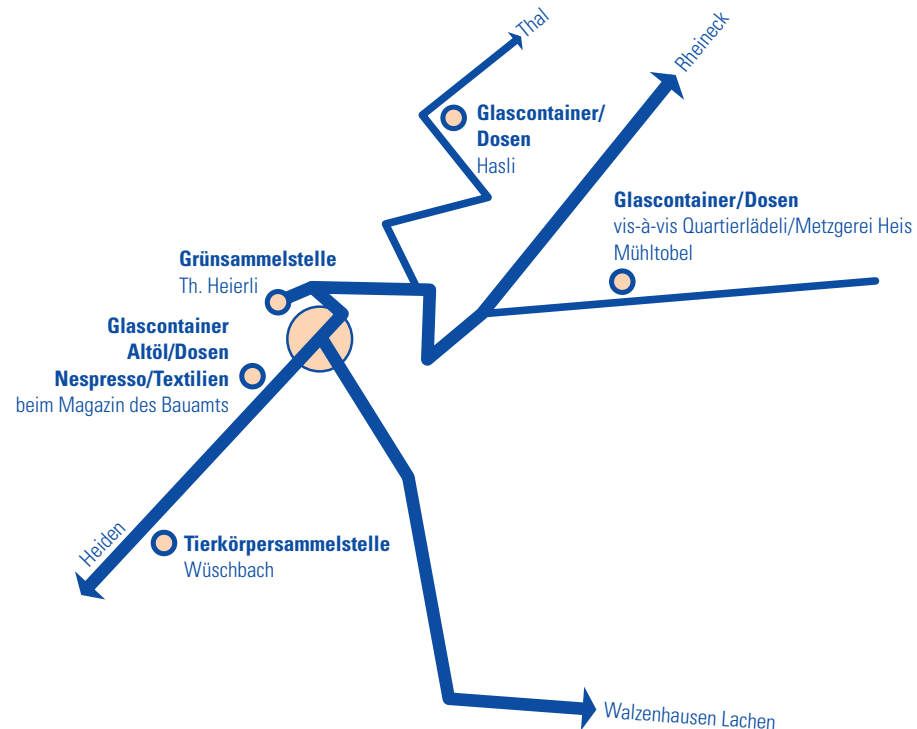 Thal
Rheineck
Glascontainer/
Dosen
Hasli
Glascontainer/Dosen
vis-à-vis Quartierlädeli/Metzgerei Heis
Mühltobel
Grünsammelstelle
Th. Heierli
Glascontainer
Altöl/Dosen
Nespresso/Textilien
beim Magazin des Bauamts
Heiden
Tierkörpersammelstelle
Wüschbach
Walzenhausen Lachen